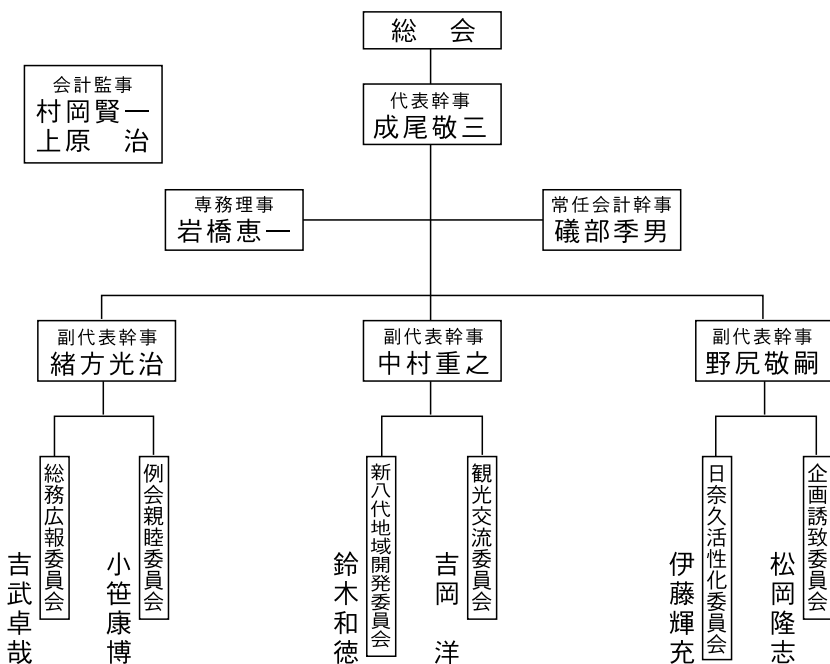 総　会
会計監事
村岡賢一
上原　治
代表幹事
成尾敬三
専務理事
岩橋恵一
常任会計幹事
礒部季男
副代表幹事
緒方光治
副代表幹事
中村重之
副代表幹事
野尻敬嗣
総務広報委員会
吉武卓哉
例会親睦委員会
小笹康博
新八代地域開発委員会
鈴木和徳
観光交流委員会
吉岡　洋
日奈久活性化委員会
伊藤輝充
企画誘致委員会
松岡隆志